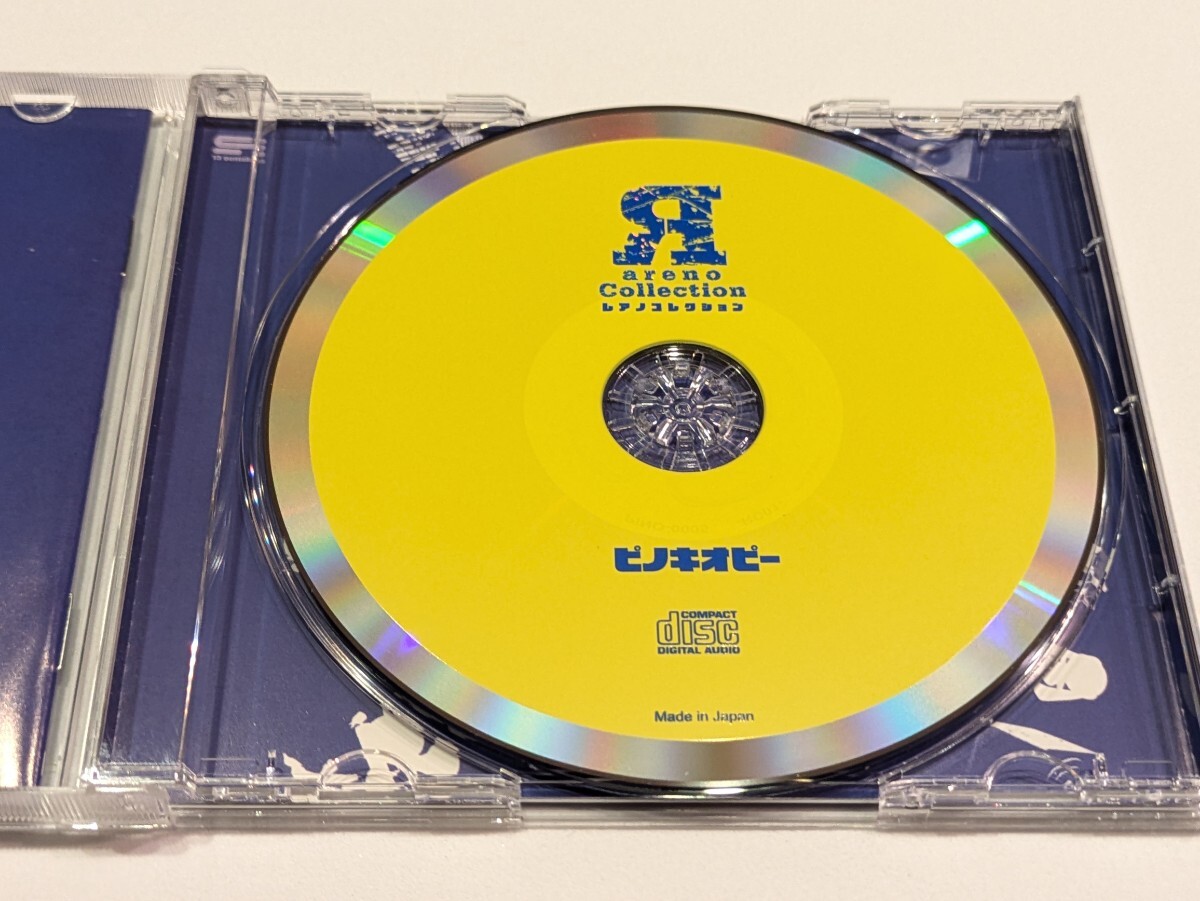 R
areno
Collection
レアノコレクション
ピノキオピー
COMPACT
disc
DIGITAL AUDIO
Made in Japan